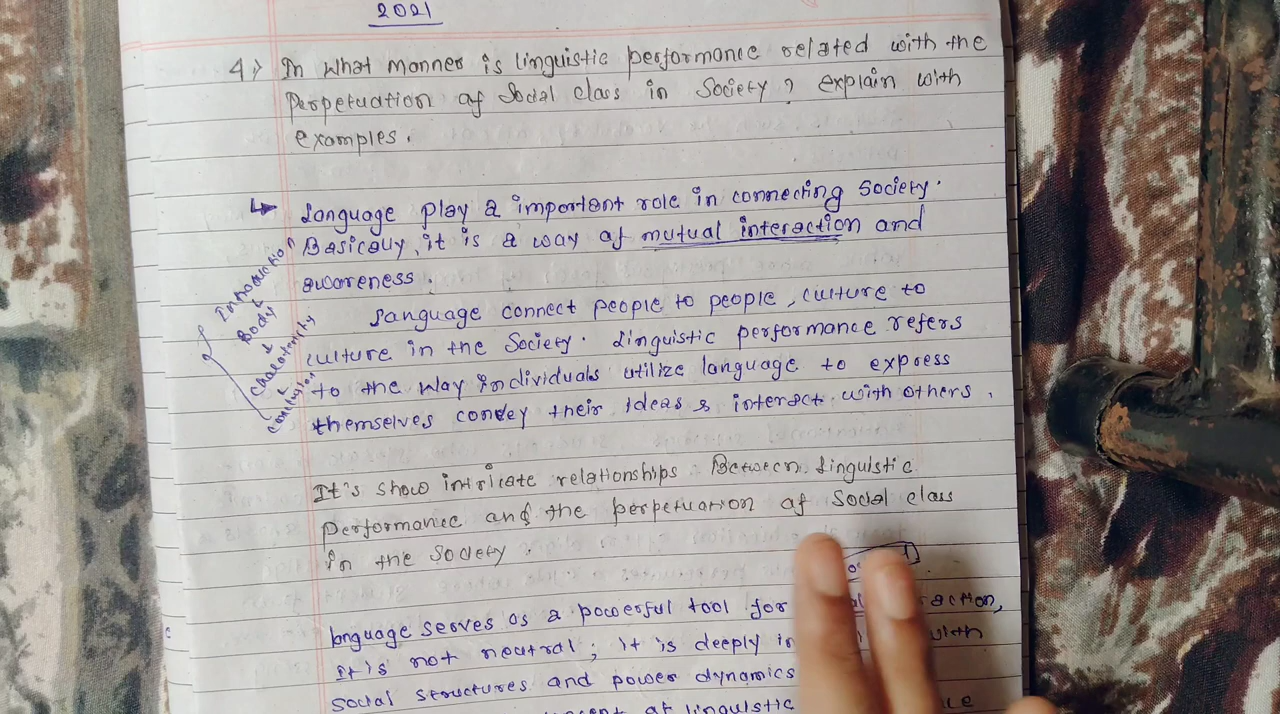 2021
4) In what manner is linguistic performance related with the
perpetuation of social class in society? explain with
examples.
Language play a important role in connecting society.
Basically, it is a way of mutual interaction and
awareness.
Language connect people to people, culture to
culture in the society. Linguistic performance refers
to the way individuals utilize language to express
themselves condey their ideas & interact with others.
Introduction
Body
Conclusion
It's show intricate relationships Between Linguistic
performance and the perpetuation of social class
in the society.
language serves as a powerful tool for action,
it is not neutral; it is deeply in with
social structures and power dynamics
of linguistic